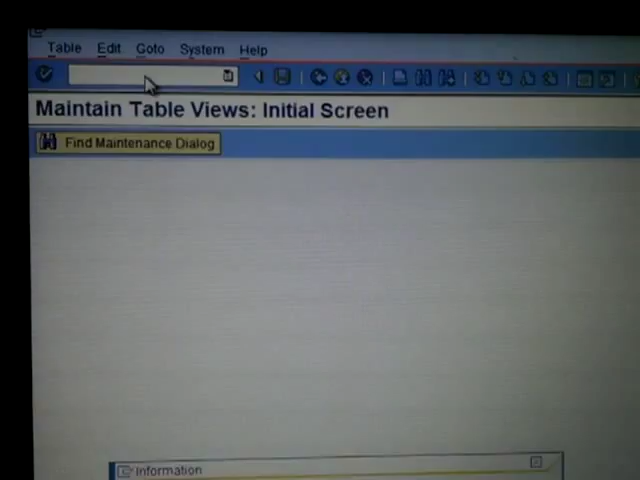 Table Edit Goto System Help
Maintain Table Views: Initial Screen
Find Maintenance Dialog
Information